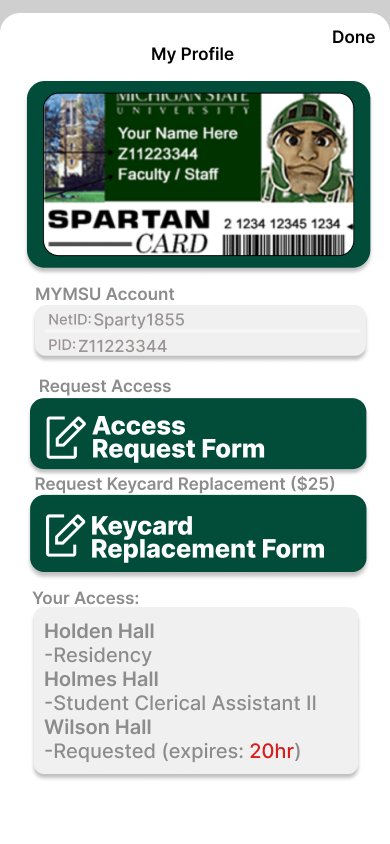 Done
My Profile
MICHIGAN STATE
UNIVERSITY
Your Name Here
Z11223344
Faculty / Staff
SPARTAN
CARD
2 1234 12345 1234
MYMSU Account
NetID: Sparty1855
PID: Z11223344
Request Access
Access
Request Form
Request Keycard Replacement ($25)
Keycard
Replacement Form
Your Access:
Holden Hall
-Residency
Holmes Hall
-Student Clerical Assistant II
Wilson Hall
-Requested (expires: 20hr)